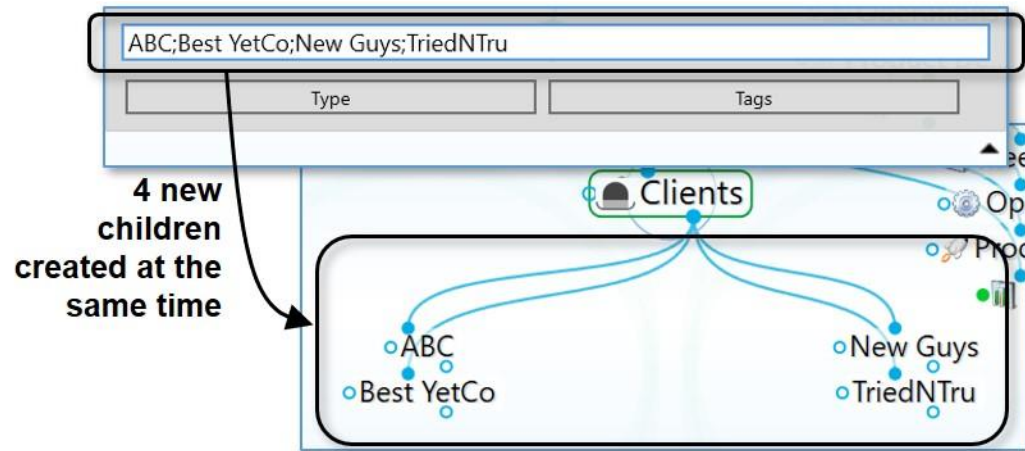 ABC;Best YetCo;New Guys;TriedNTru
Type
Tags
4 new
children
created at the
same time
Clients
Op
Proc
ABC
New Guys
Best YetCo
TriedNTru